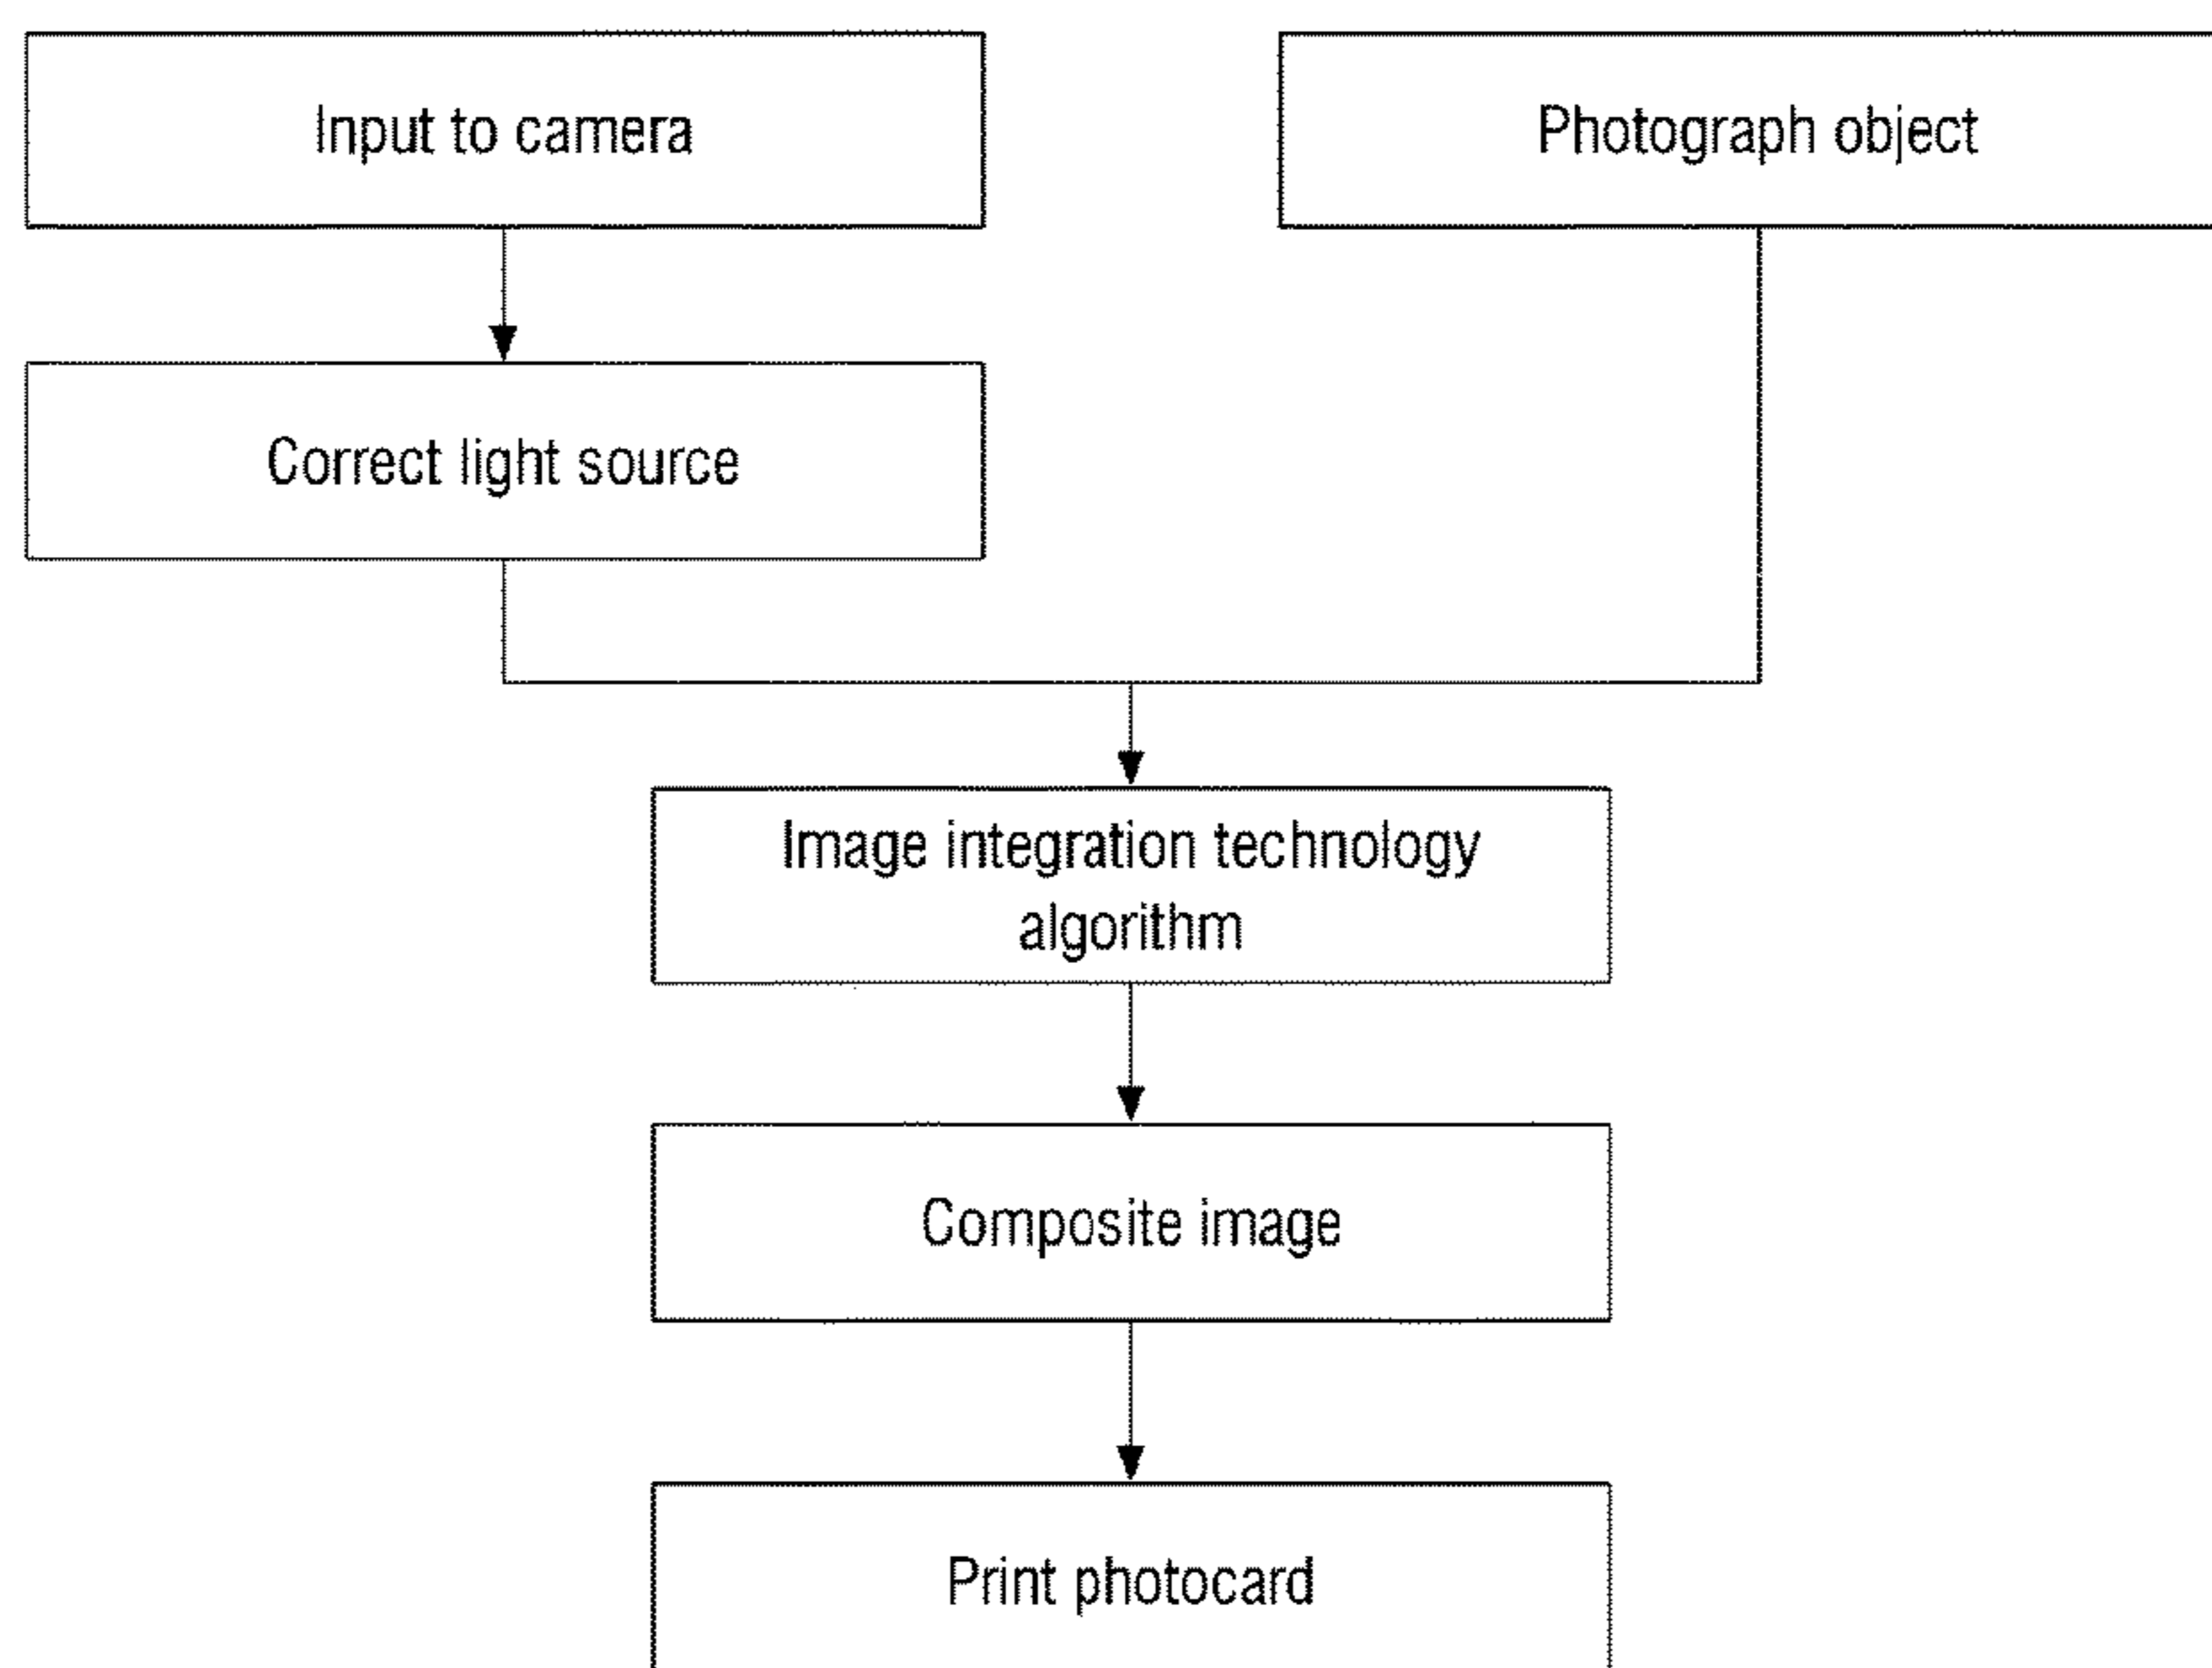 Input to camera
Photograph object
Correct light source
Image integration technology
algorithm
Composite image
Print photocard